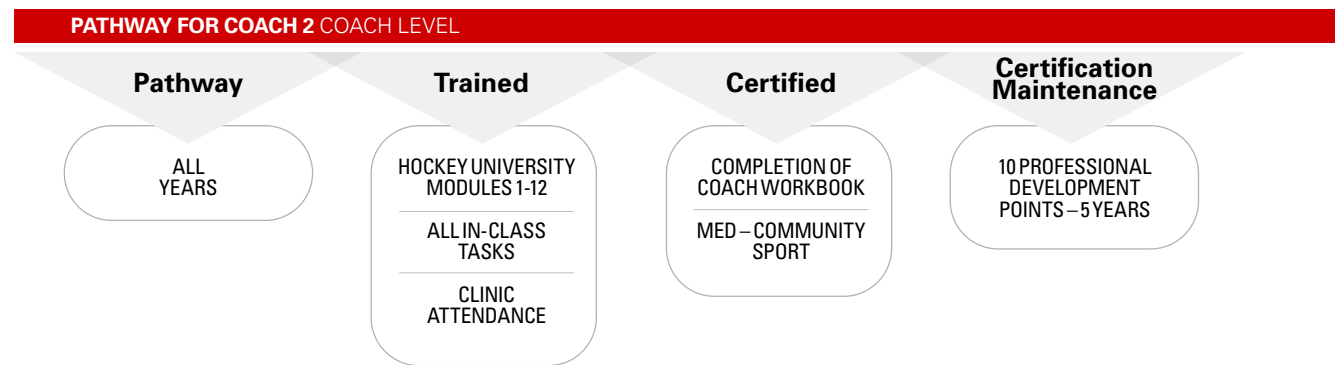 PATHWAY FOR COACH 2 COACH LEVEL
Pathway
ALL
YEARS
Trained
HOCKEY UNIVERSITY
MODULES 1-12
ALL IN-CLASS
TASKS
CLINIC
ATTENDANCE
Certified
COMPLETION OF
COACH WORKBOOK
MED – COMMUNITY
SPORT
Certification
Maintenance
10 PROFESSIONAL
DEVELOPMENT
POINTS – 5 YEARS